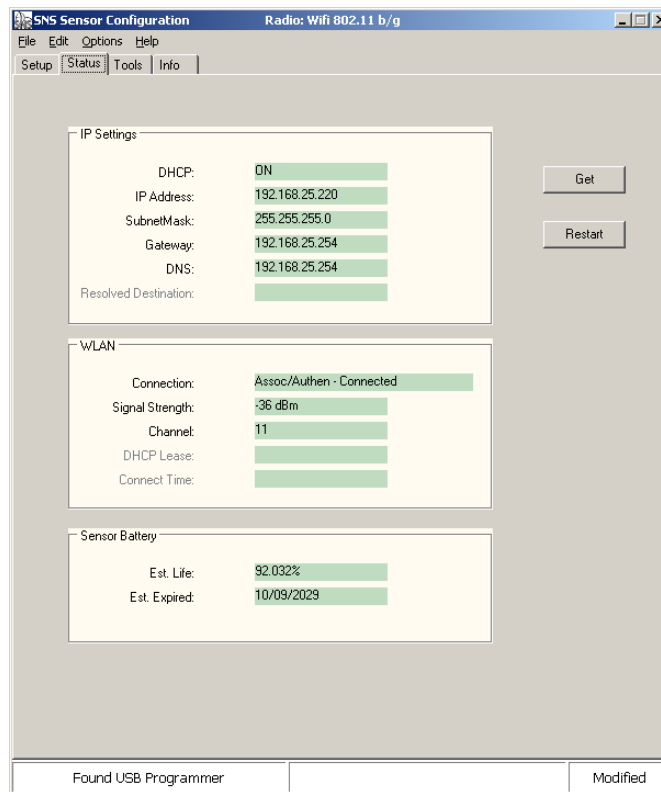 SNS Sensor Configuration Radio: Wifi 802.11 b/g
File Edit Options Help
Setup Status Tools Info
IP Settings
DHCP: ON
IP Address: 192.168.25.220
SubnetMask: 255.255.255.0
Gateway: 192.168.25.254
DNS: 192.168.25.254
Resolved Destination:
Get
Restart
WLAN
Connection: Assoc/Authen - Connected
Signal Strength: -36 dBm
Channel: 11
DHCP Lease:
Connect Time:
Sensor Battery
Est. Life: 92.032%
Est. Expired: 10/09/2029
Found USB Programmer Modified